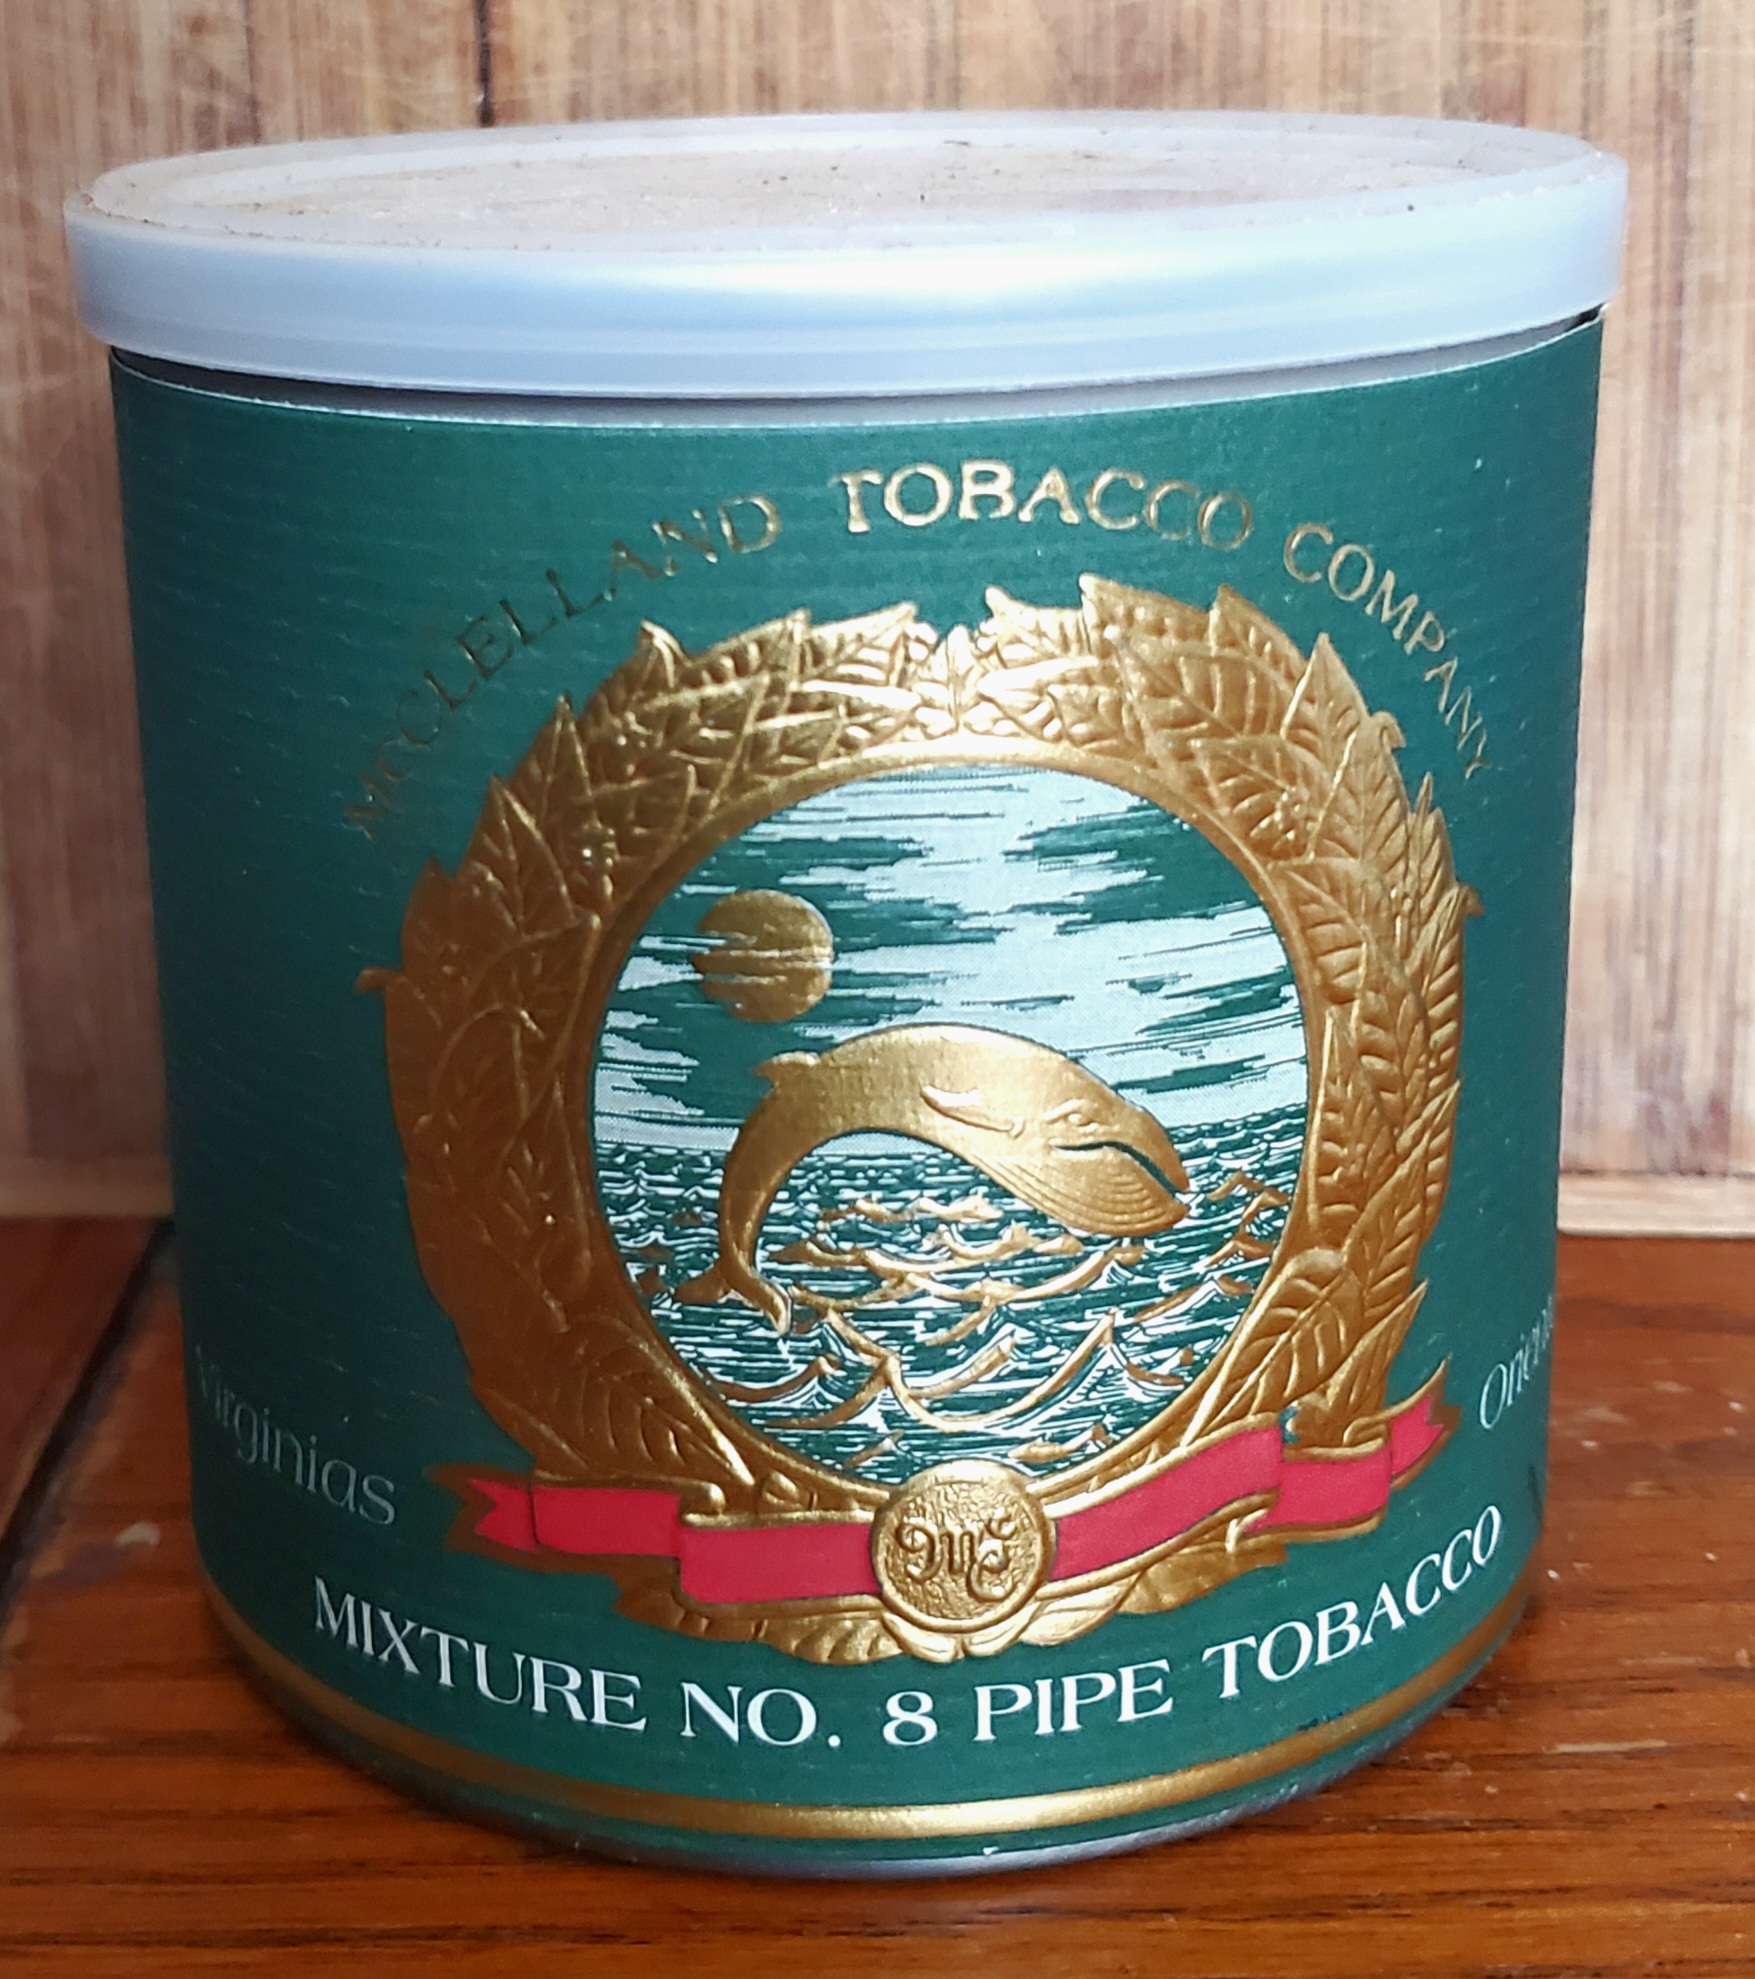 McCLELLAND TOBACCO COMPANY
Virginias
MIXTURE NO. 8 PIPE TOBACCO